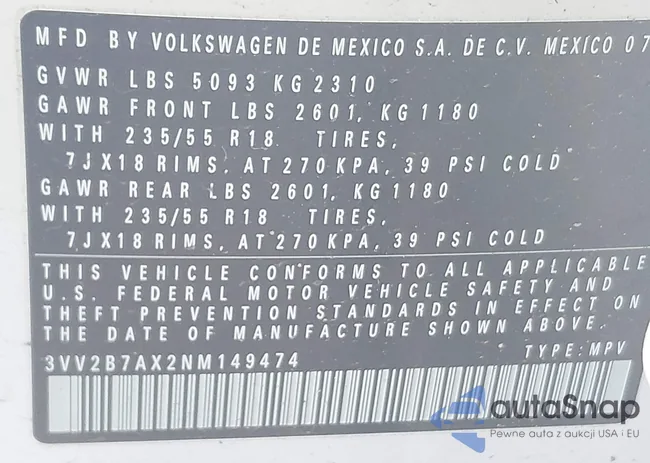 MFD BY VOLKSWAGEN DE MEXICO S.A. DE C.V. MEXICO 07
GVWR LBS 5093 KG 2310
GAWR FRONT LBS 2601, KG 1180
WITH 235/55 R18 TIRES,
7JX18 RIMS, AT 270 KPA, 39 PSI COLD
GAWR REAR LBS 2601, KG 1180
WITH 235/55 R18 TIRES,
7JX18 RIMS, AT 270 KPA, 39 PSI COLD
THIS VEHICLE CONFORMS TO ALL APPLICABLE
U.S. FEDERAL MOTOR VEHICLE SAFETY AND
THEFT PREVENTION STANDARDS IN EFFECT ON
THE DATE OF MANUFACTURE SHOWN ABOVE.
3VV2B7AX2NM149474 TYPE: MPV
autaSnap
Pewne auta z aukcji USA i EU